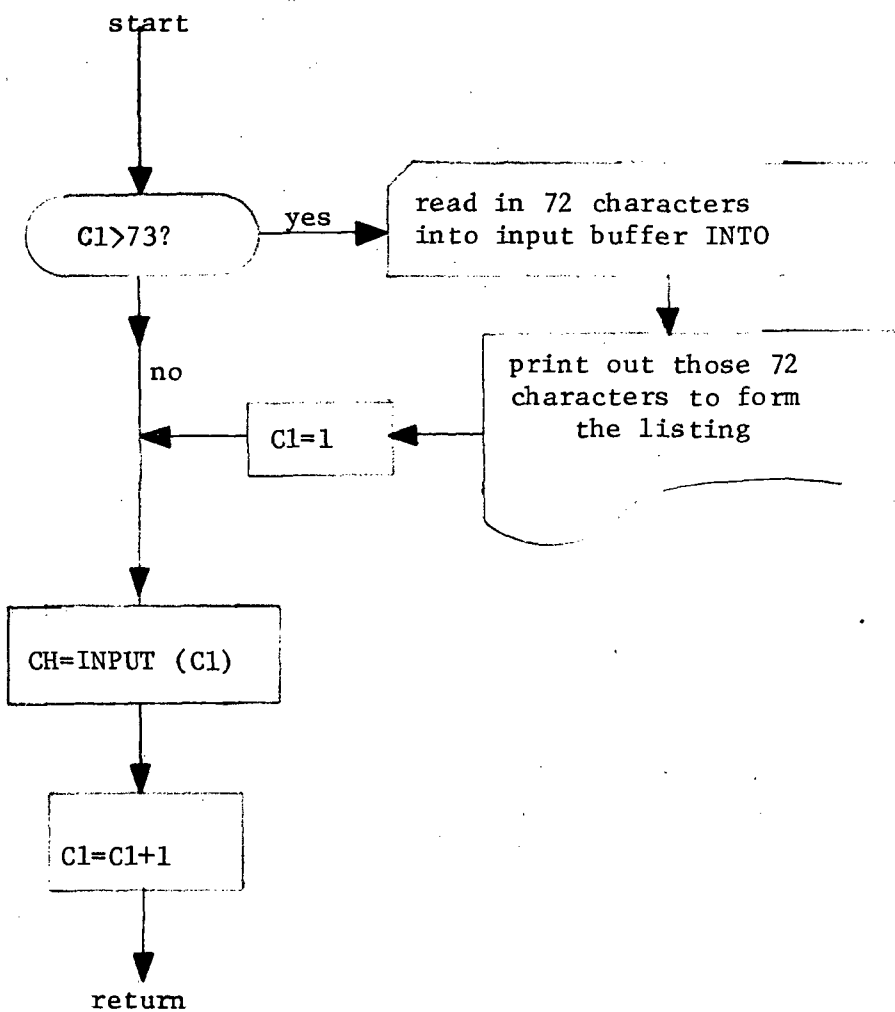 start
C1>73?
yes
read in 72 characters
into input buffer INTO
print out those 72
characters to form
the listing
no
C1=1
CH=INPUT (C1)
C1=C1+1
return